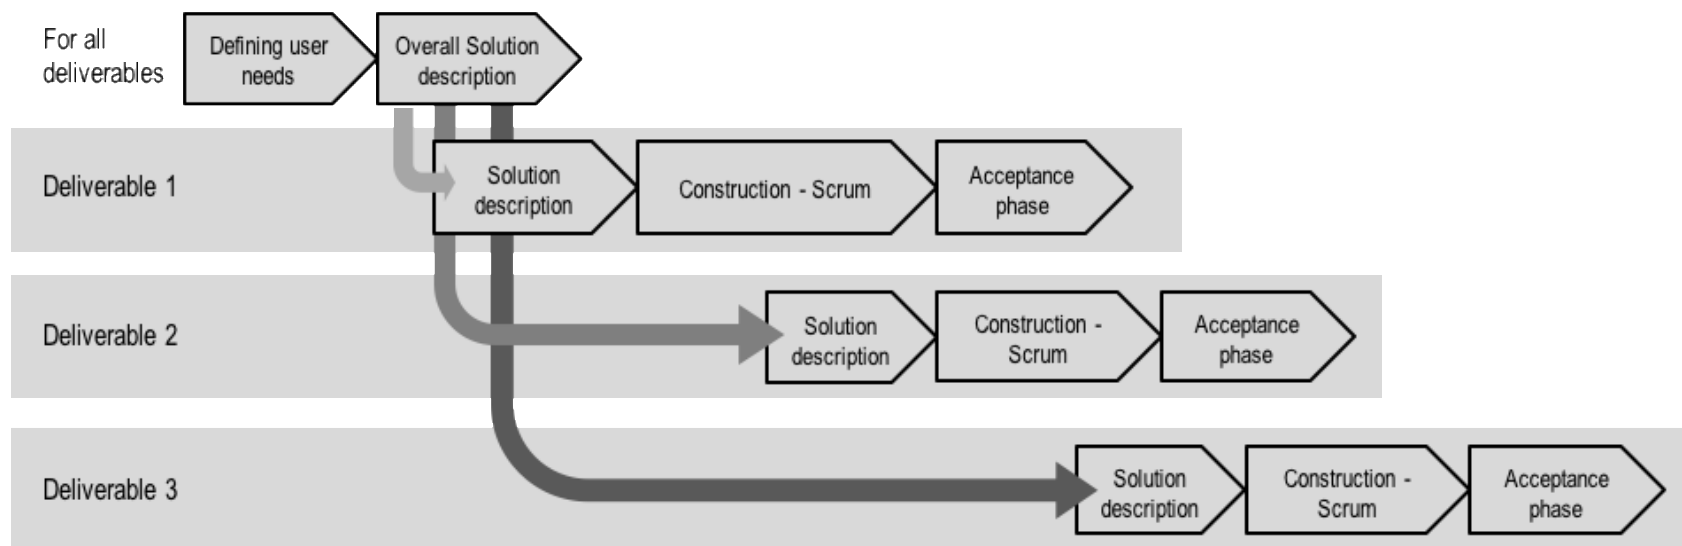 For all
deliverables
Defining user
needs
Overall Solution
description
Deliverable 1
Solution
description
Construction - Scrum
Acceptance
phase
Deliverable 2
Solution
description
Construction -
Scrum
Acceptance
phase
Deliverable 3
Solution
description
Construction -
Scrum
Acceptance
phase